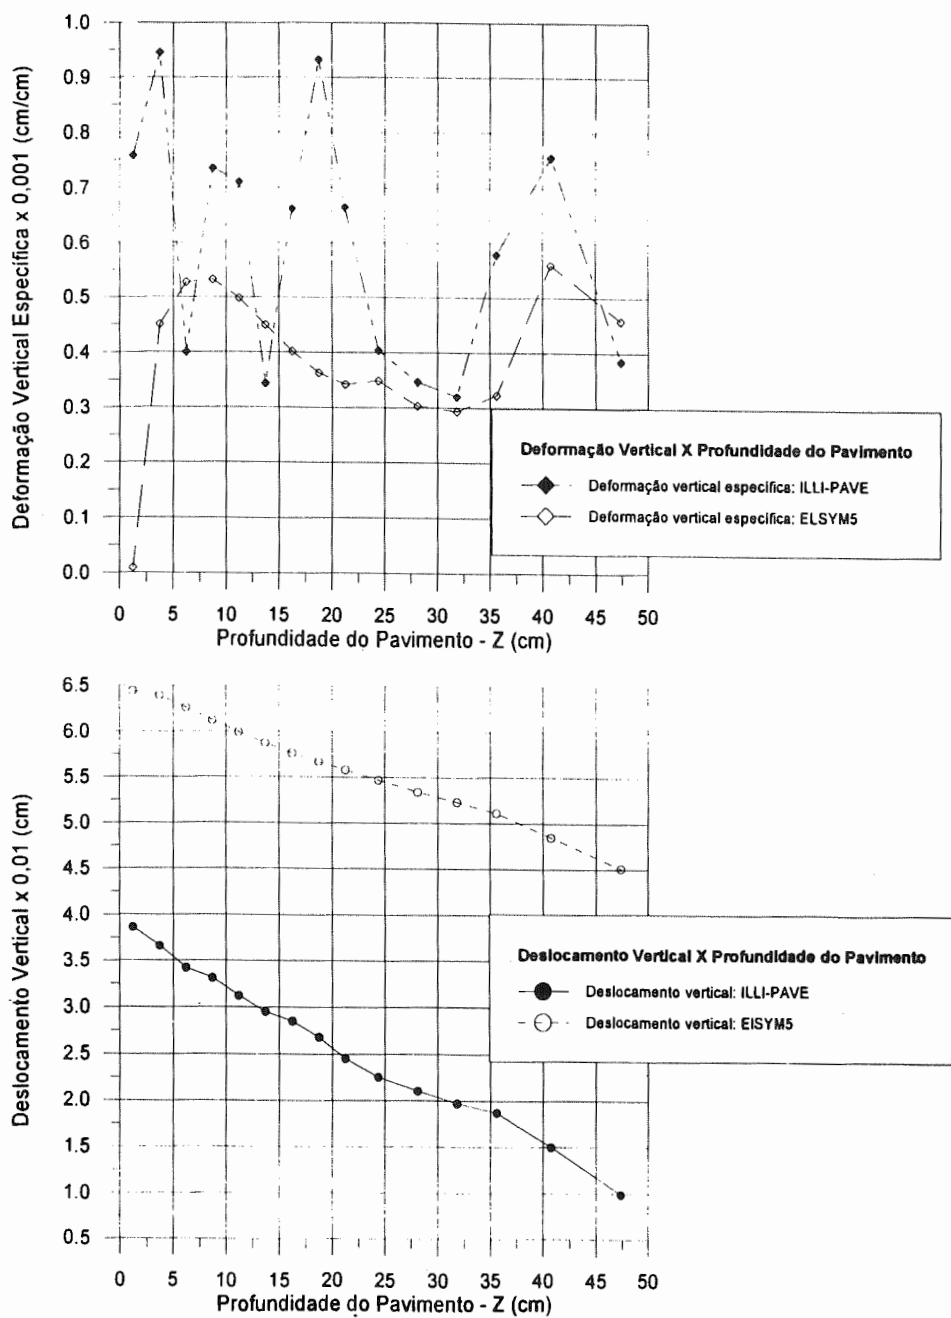 1.0
0.9
0.8
0.7
0.6
0.5
0.4
0.3
0.2
0.1
0.0
Deformação Vertical Específica x 0,001 (cm/cm)
Deformação Vertical X Profundidade do Pavimento
Deformação vertical específica: ILLI-PAVE
Deformação vertical específica: ELSYM5
0 5 10 15 20 25 30 35 40 45 50
Profundidade do Pavimento - Z (cm)
6.5
6.0
5.5
5.0
4.5
4.0
3.5
3.0
2.5
2.0
1.5
1.0
0.5
Deslocamento Vertical x 0,01 (cm)
Deslocamento Vertical X Profundidade do Pavimento
Deslocamento vertical: ILLI-PAVE
Deslocamento vertical: ElSYM5
0 5 10 15 20 25 30 35 40 45 50
Profundidade do Pavimento - Z (cm)